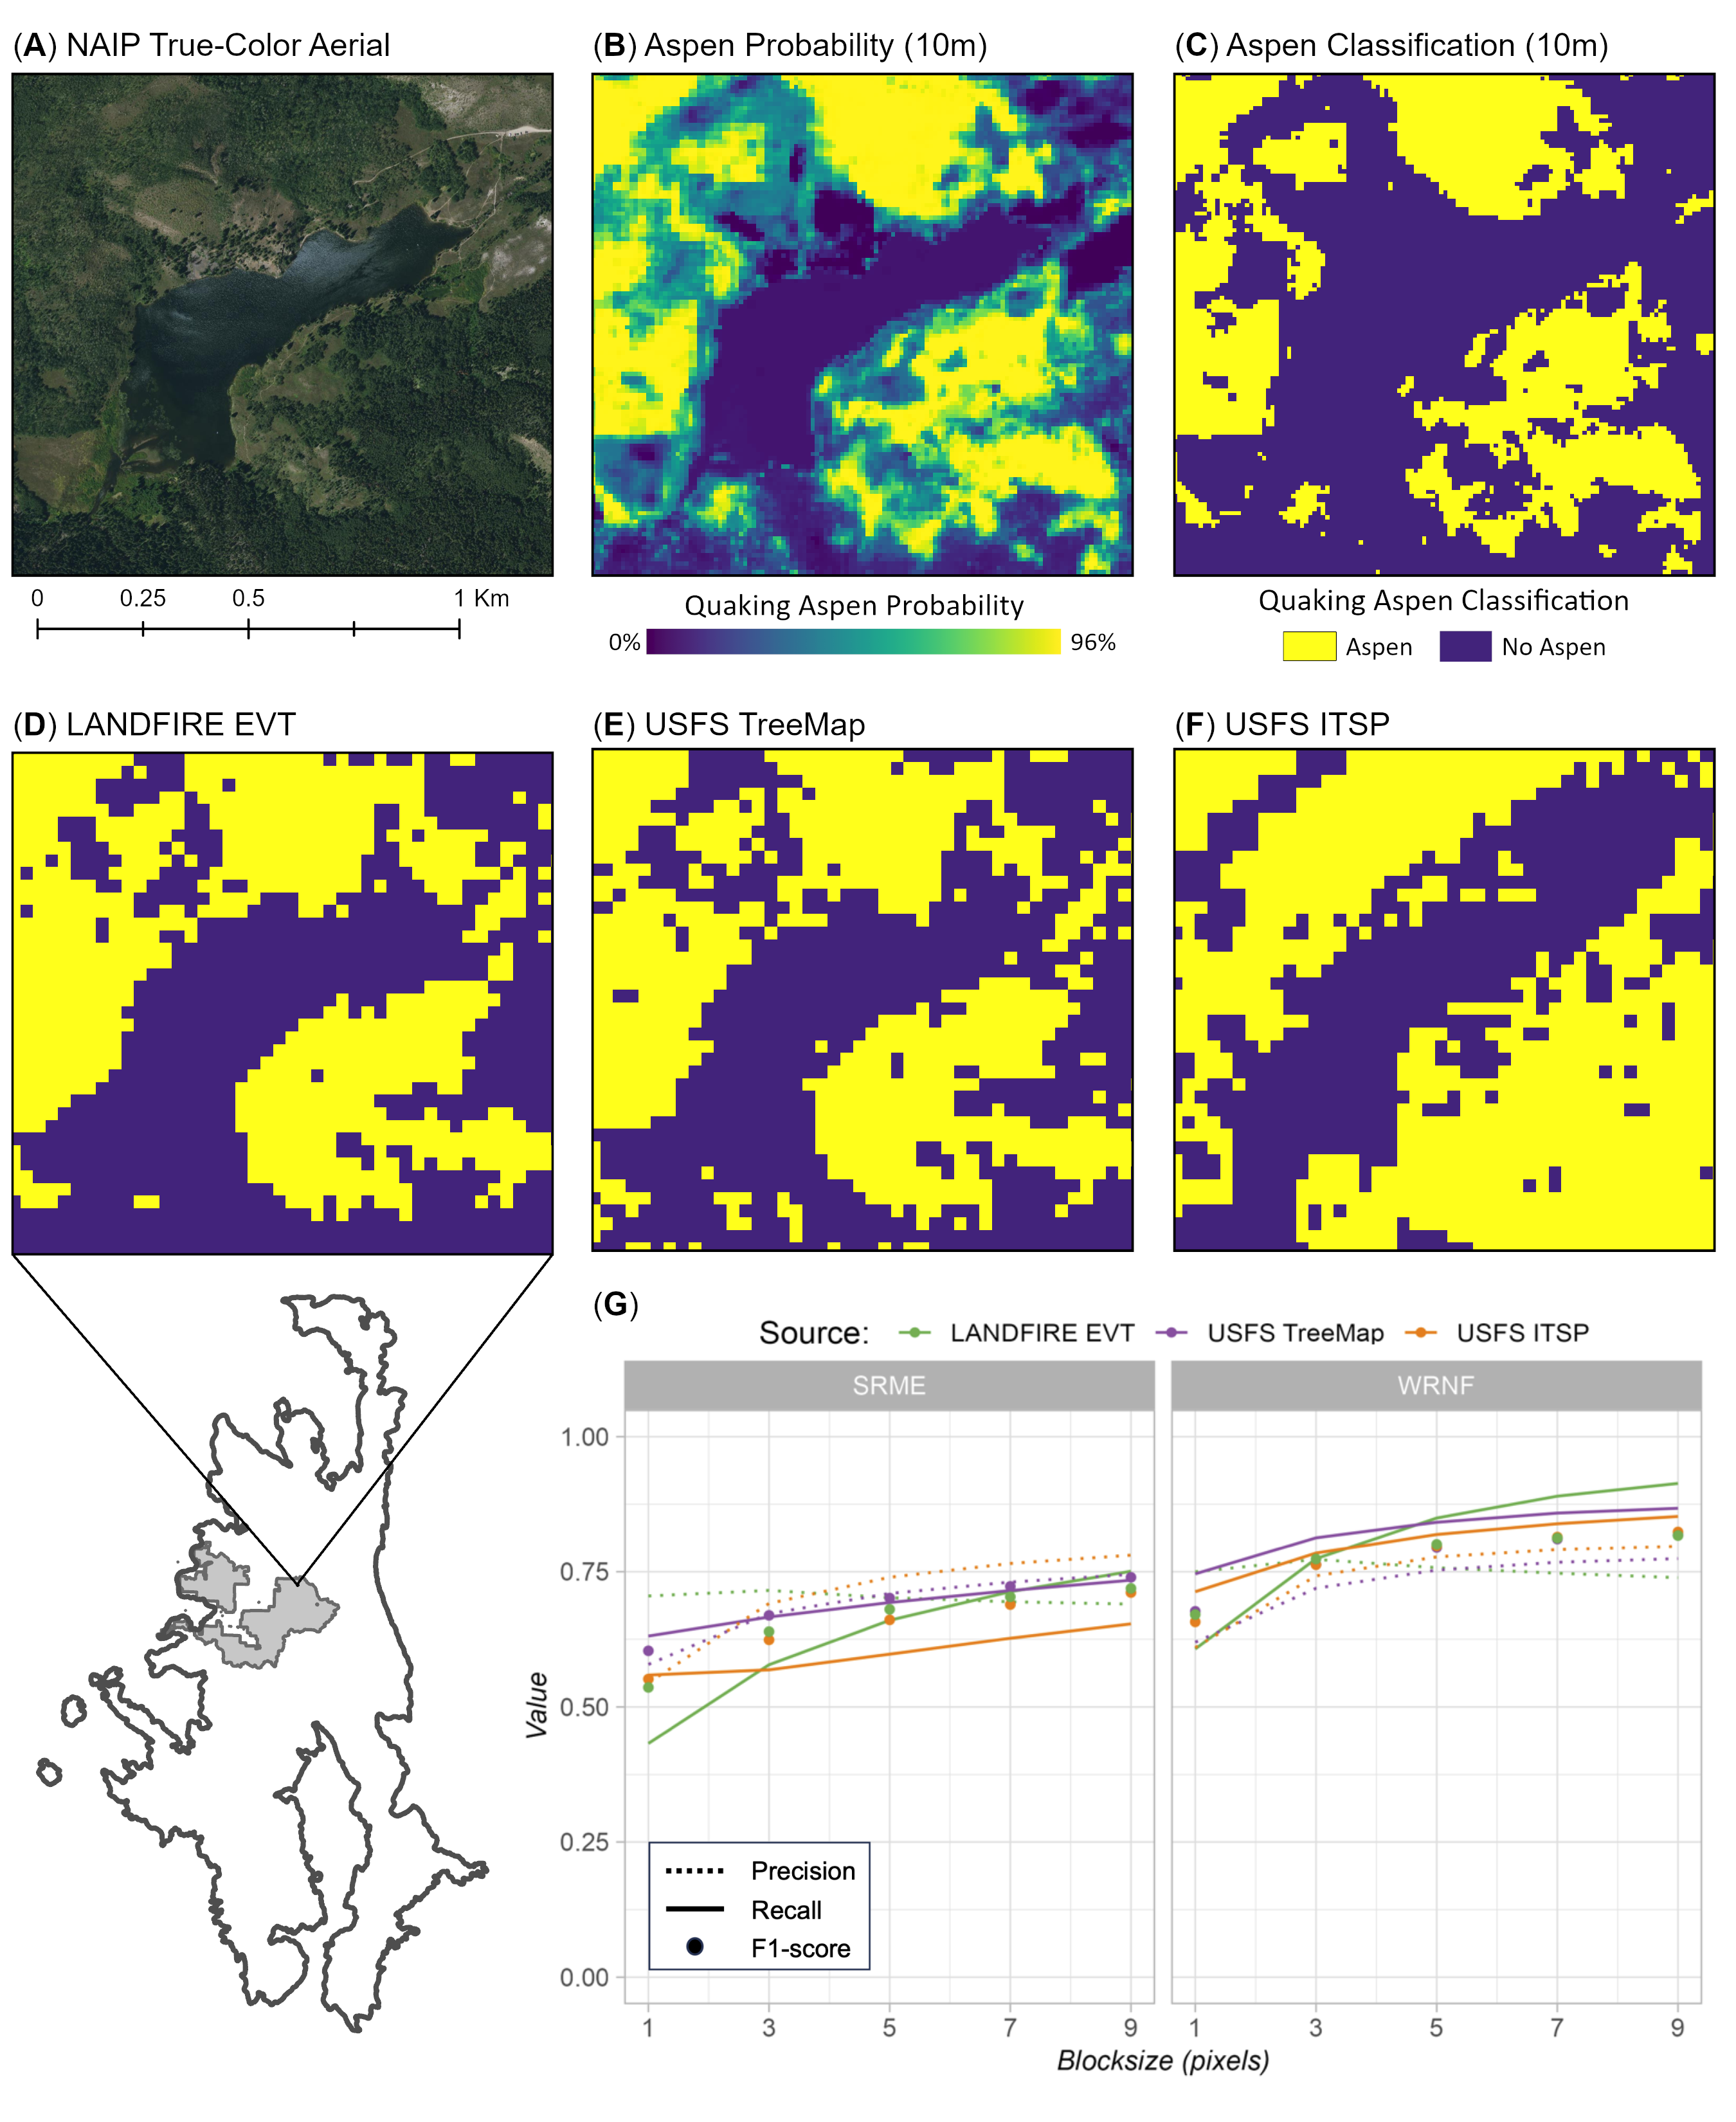 (A) NAIP True-Color Aerial
(B) Aspen Probability (10m)
(C) Aspen Classification (10m)
0 0.25 0.5 1 Km
Quaking Aspen Probability
0% 96%
Quaking Aspen Classification
Aspen No Aspen
(D) LANDFIRE EVT
(E) USFS TreeMap
(F) USFS ITSP
(G)
Source: LANDFIRE EVT USFS TreeMap USFS ITSP
SRME WRNF
1.00
0.75
0.50
0.25
0.00
Value
Precision
Recall
F1-score
1 3 5 7 9 1 3 5 7 9
Blocksize (pixels)